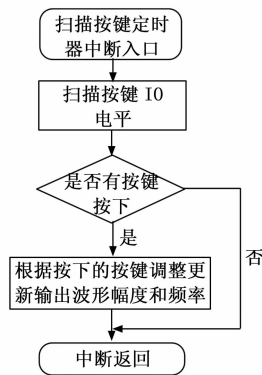 扫描按键定时
器中断入口
扫描按键 IO
电平
是否有按键
按下
是
否
根据按下的按键调整更
新输出波形幅度和频率
中断返回